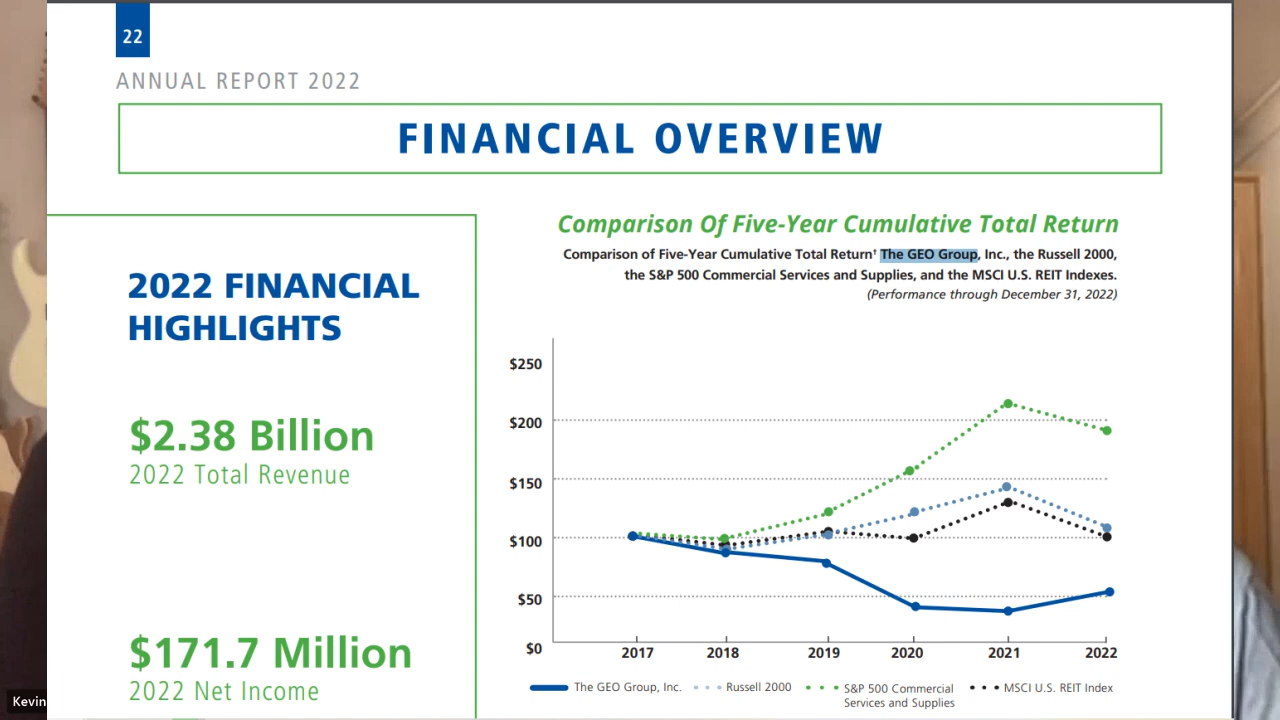 22
ANNUAL REPORT 2022
FINANCIAL OVERVIEW
2022 FINANCIAL
HIGHLIGHTS
$2.38 Billion
2022 Total Revenue
$171.7 Million
2022 Net Income
Comparison Of Five-Year Cumulative Total Return
Comparison of Five-Year Cumulative Total Return† The GEO Group, Inc., the Russell 2000,
the S&P 500 Commercial Services and Supplies, and the MSCI U.S. REIT Indexes.
(Performance through December 31, 2022)
$250
$200
$150
$100
$50
$0
2017 2018 2019 2020 2021 2022
The GEO Group, Inc. Russell 2000 S&P 500 Commercial Services and Supplies MSCI U.S. REIT Index
Kevin